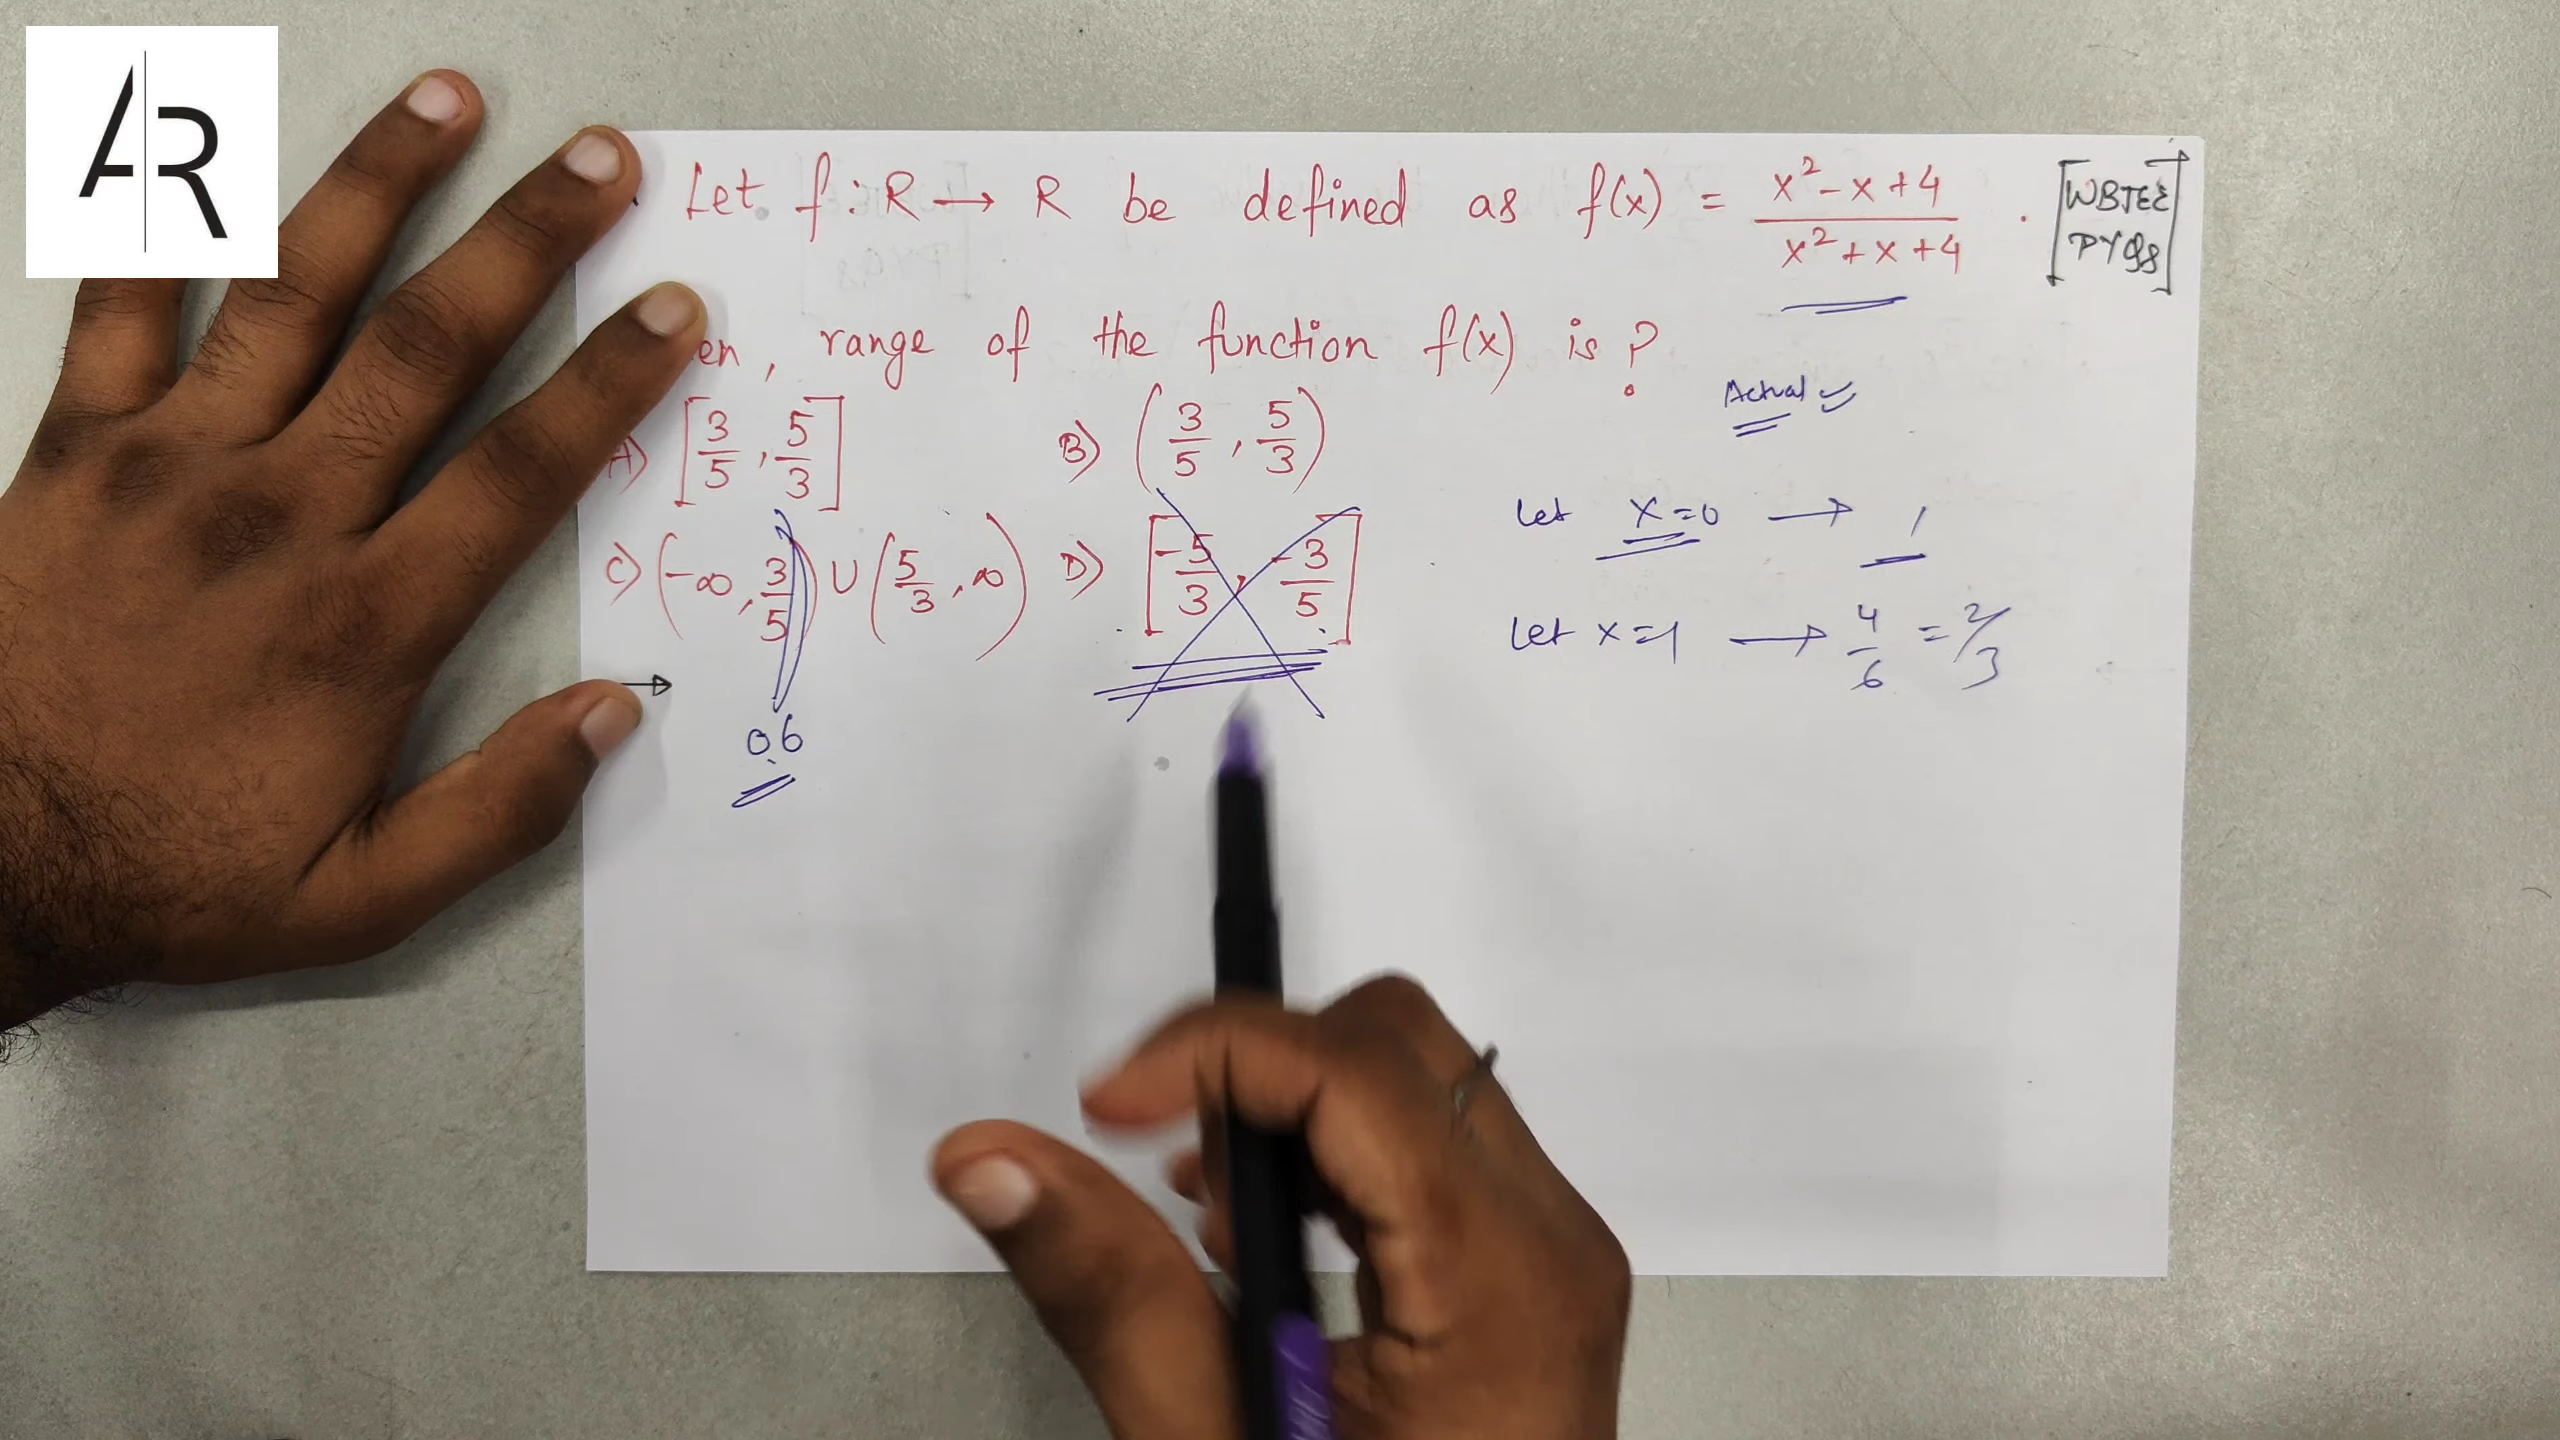 AR
Let f : R → R be defined as f(x) = x²-x+4 / x²+x+4 . [WBJEE PYQs]
en, range of the function f(x) is ?
Actual
A) [3/5, 5/3] B) (3/5, 5/3)
Let x=0 → 1
C) (-∞, 3/5) ∪ (5/3, ∞) D) [-5/3, -3/5]
Let x=1 → 4/6 = 2/3
→
0.6